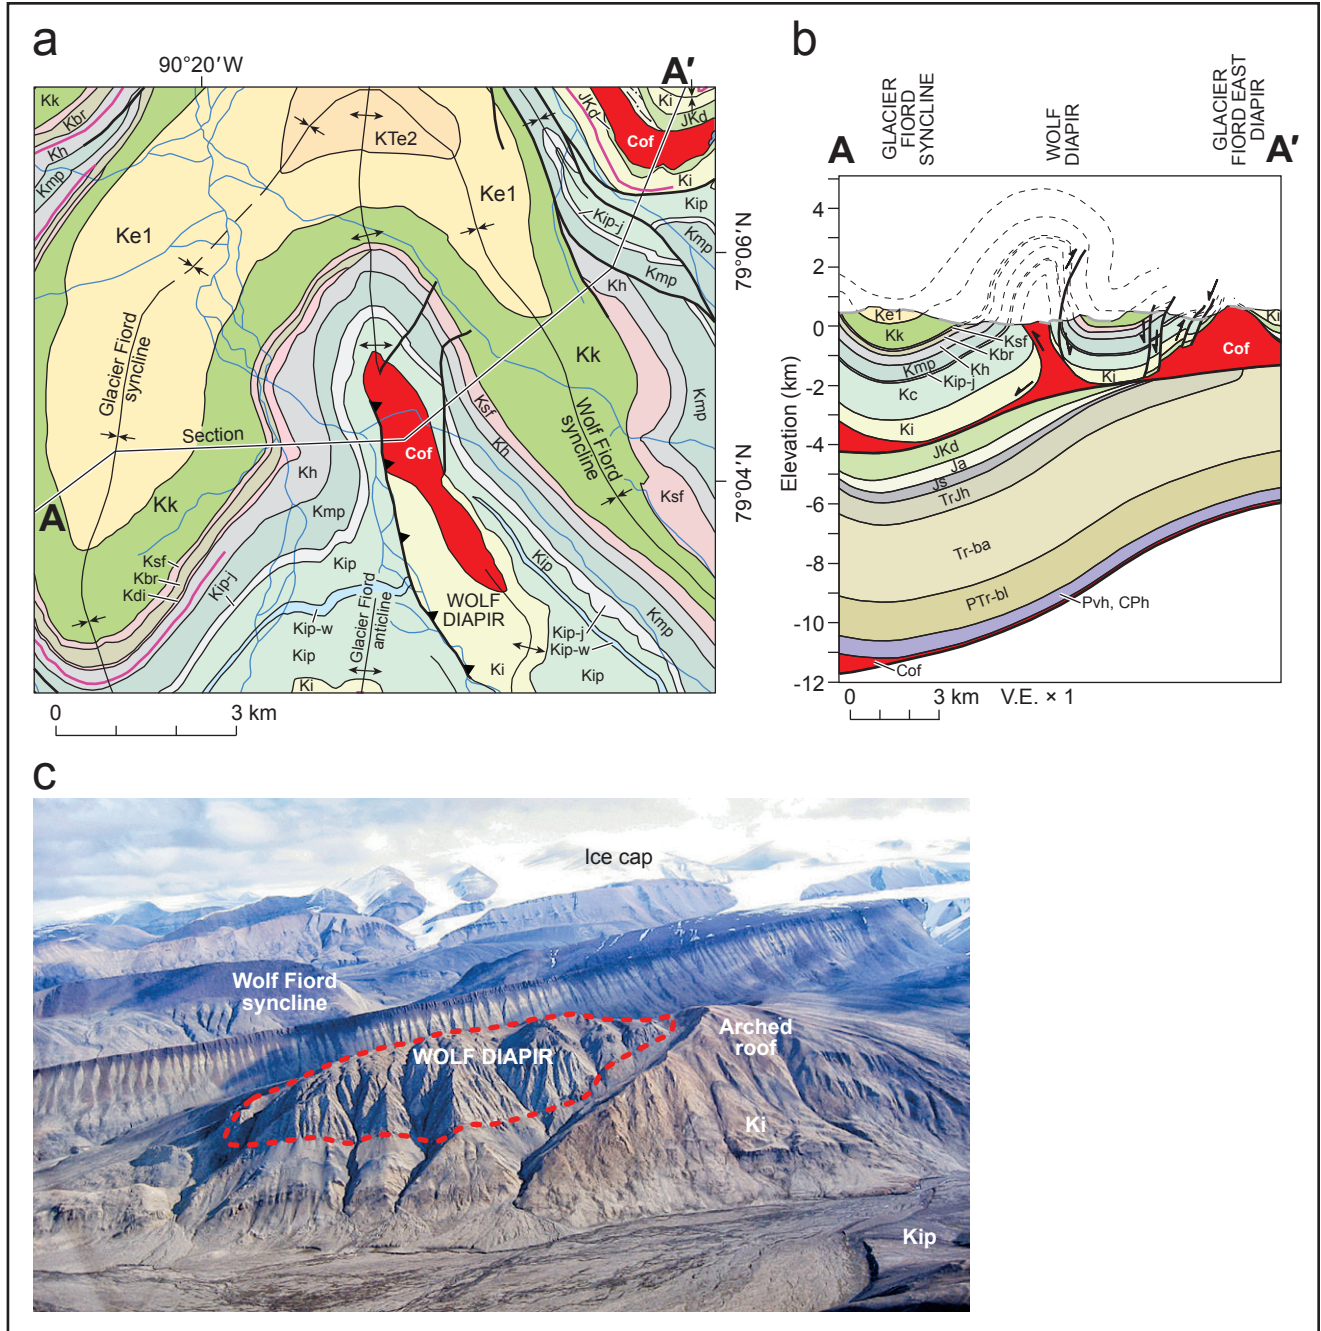 a
90°20′W
A′
Kk
Kbr
Kh
Kmp
KTe2
Ke1
Ke1
JKd
Ki
JKd
Cof
Ki
Kip
Kip-j
Kmp
Kmp
79°06′N
Kh
Kk
Glacier Fiord
syncline
Section
Kh
Kmp
Cof
Ksf
Kh
Wolf Fiord
syncline
Kmp
Ksf
79°04′N
A
Kk
Ksf
Kbr
Kdi
Kip-j
Kip
Kip-w
Kip
Glacier Fiord
anticline
Ki
WOLF
DIAPIR
Ki
Kip
Kip-j
Kip-w
Kip
Kmp
0
3 km
b
GLACIER
FIORD
SYNCLINE
WOLF
DIAPIR
GLACIER
FIORD EAST
DIAPIR
A
A′
Elevation (km)
4
2
0
-2
-4
-6
-8
-10
-12
Ke1
Kk
Ksf
Kbr
Kh
Kmp
Kip-j
Kc
Ki
Ki
Ki
Cof
JKd
Ja
Js
TrJh
Tr-ba
PTr-bl
Pvh, CPh
Cof
0
3 km
V.E. × 1
c
Ice cap
Wolf Fiord
syncline
WOLF DIAPIR
Arched
roof
Ki
Kip